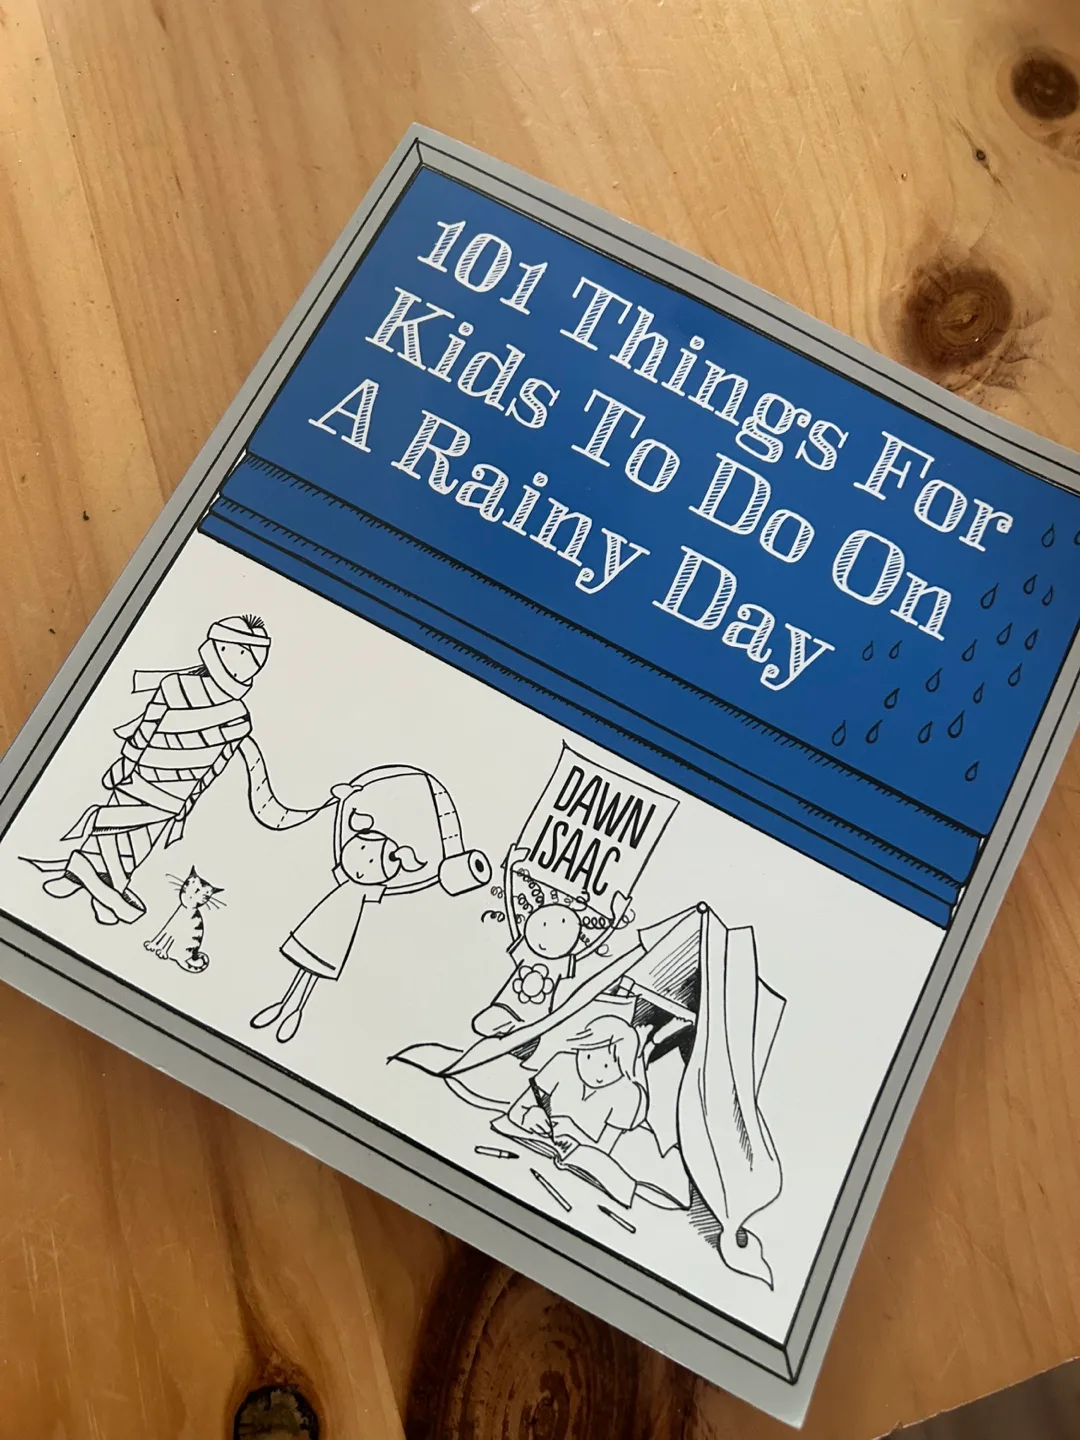 101 Things For
Kids To Do On
A Rainy Day
DAWN
ISAAC